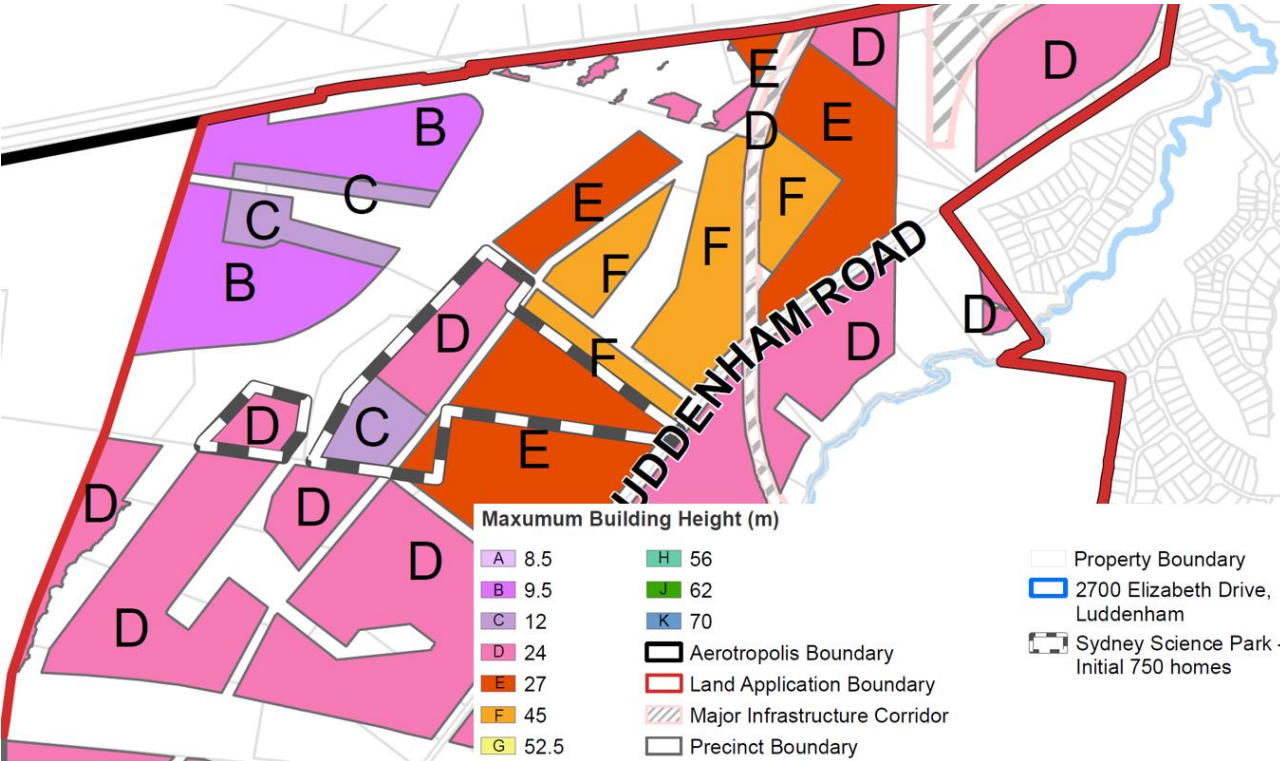 D
E
D
E
D
E
B
F
C
C
E
F
F
B
D
D
D
F
C
D
E
D
D
D
D
UDDENHAM ROAD
Maxumum Building Height (m)
A 8.5
B 9.5
C 12
D 24
E 27
F 45
G 52.5
H 56
J 62
K 70
Aerotropolis Boundary
Land Application Boundary
Major Infrastructure Corridor
Precinct Boundary
Property Boundary
2700 Elizabeth Drive,
Luddenham
Sydney Science Park -
Initial 750 homes